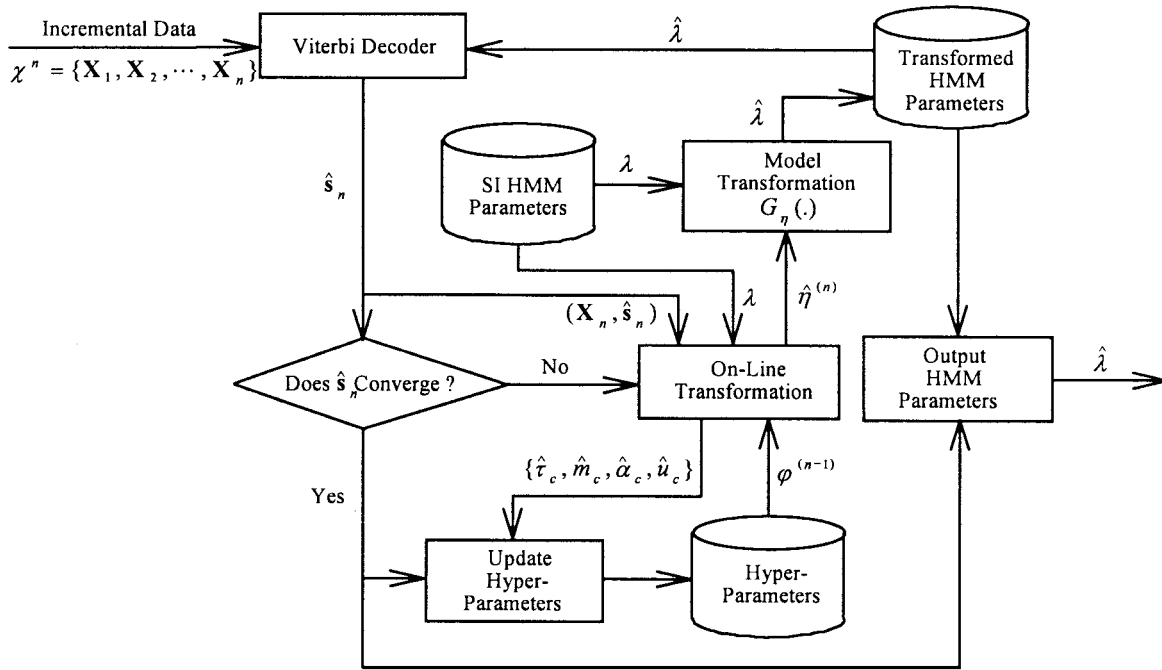 Incremental Data
χ^n = {X_1, X_2, ⋯, X_n}
Viterbi Decoder
λ̂
Transformed
HMM
Parameters
λ̂
SI HMM
Parameters
λ
Model
Transformation
G_η (.)
ŝ_n
λ
η̂^(n)
(X_n, ŝ_n)
Does ŝ_n Converge ?
No
On-Line
Transformation
Output
HMM
Parameters
λ̂
{τ̂_c, m̂_c, α̂_c, û_c}
φ^(n-1)
Yes
Update
Hyper-
Parameters
Hyper-
Parameters